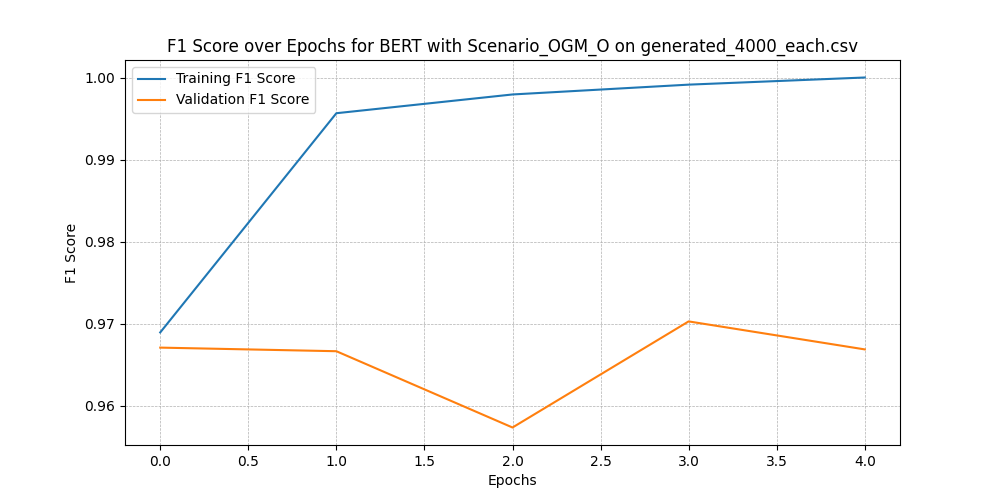 F1 Score over Epochs for BERT with Scenario_OGM_O on generated_4000_each.csv
Training F1 Score
Validation F1 Score
1.00
0.99
0.98
0.97
0.96
F1 Score
0.0 0.5 1.0 1.5 2.0 2.5 3.0 3.5 4.0
Epochs